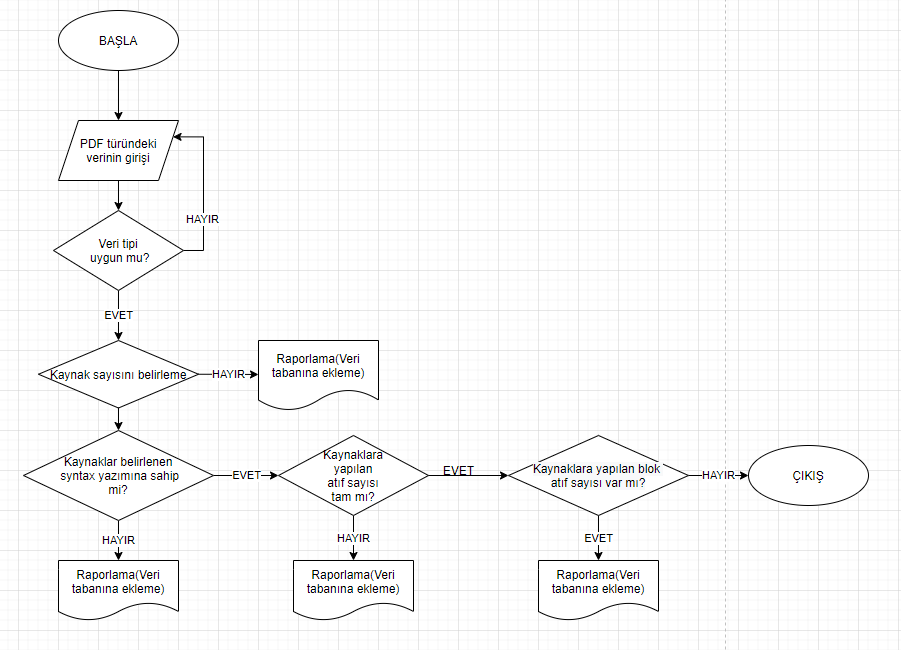 BAŞLA
PDF türündeki
verinin girişi
HAYIR
Veri tipi
uygun mu?
EVET
Kaynak sayısını belirleme
HAYIR
Raporlama(Veri
tabanına ekleme)
Kaynaklar belirlenen
syntax yazımına sahip
mi?
EVET
Kaynaklara
yapılan
atıf sayısı
tam mı?
EVET
Kaynaklara yapılan blok
atıf sayısı var mı?
HAYIR
ÇIKIŞ
HAYIR
HAYIR
EVET
Raporlama(Veri
tabanına ekleme)
Raporlama(Veri
tabanına ekleme)
Raporlama(Veri
tabanına ekleme)